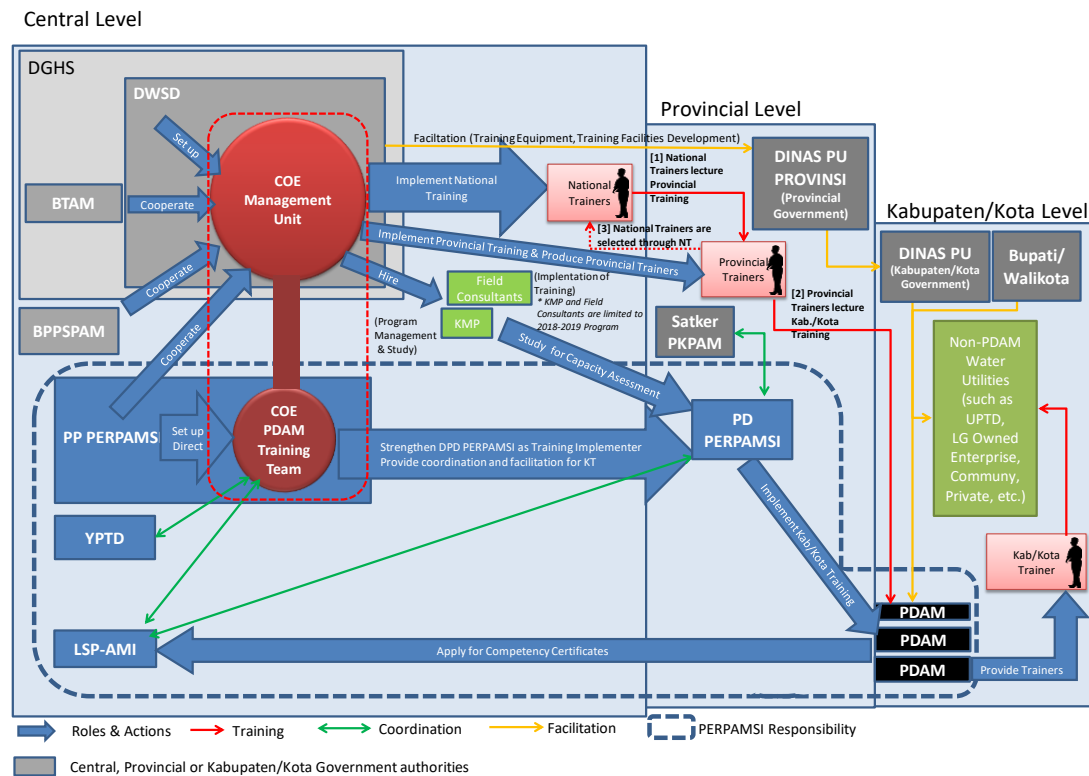 Central Level
DGHS
DWSD
Set up
COE
Management
Unit
BTAM
Cooperate
Cooperate
BPPSPAM
Cooperate
Faciltation (Training Equipment, Training Facilities Development)
Implement National
Training
Implement Provincial Training & Produce Provincial Trainers
Hire
Field
Consultants
KMP
(Implentation of
Training)
* KMP and Field
Consultants are limited to
2018-2019 Program
(Program
Management
& Study)
Study for Capacity Asessment
National
Trainers
Provincial Level
[1] National
Trainers lecture
Provincial
Training
[3] National Trainers are
selected through NT
Provincial
Trainers
DINAS PU
PROVINSI
(Provincial
Government)
[2] Provincial
Trainers lecture
Kab./Kota
Training
Satker
PKPAM
Kabupaten/Kota Level
DINAS PU
(Kabupaten/Kota
Government)
Bupati/
Walikota
Non-PDAM
Water
Utilities
(such as
UPTD,
LG Owned
Enterprise,
Communy,
Private, etc.)
PP PERPAMSI
Set up
Direct
COE
PDAM
Training
Team
Strengthen DPD PERPAMSI as Training Implementer
Provide coordination and facilitation for KT
PD
PERPAMSI
Implement Kab/Kota Training
YPTD
LSP-AMI
Apply for Competency Certificates
Kab/Kota
Trainer
PDAM
PDAM
PDAM
Provide Trainers
Roles & Actions
Training
Coordination
Facilitation
PERPAMSI Responsibility
Central, Provincial or Kabupaten/Kota Government authorities